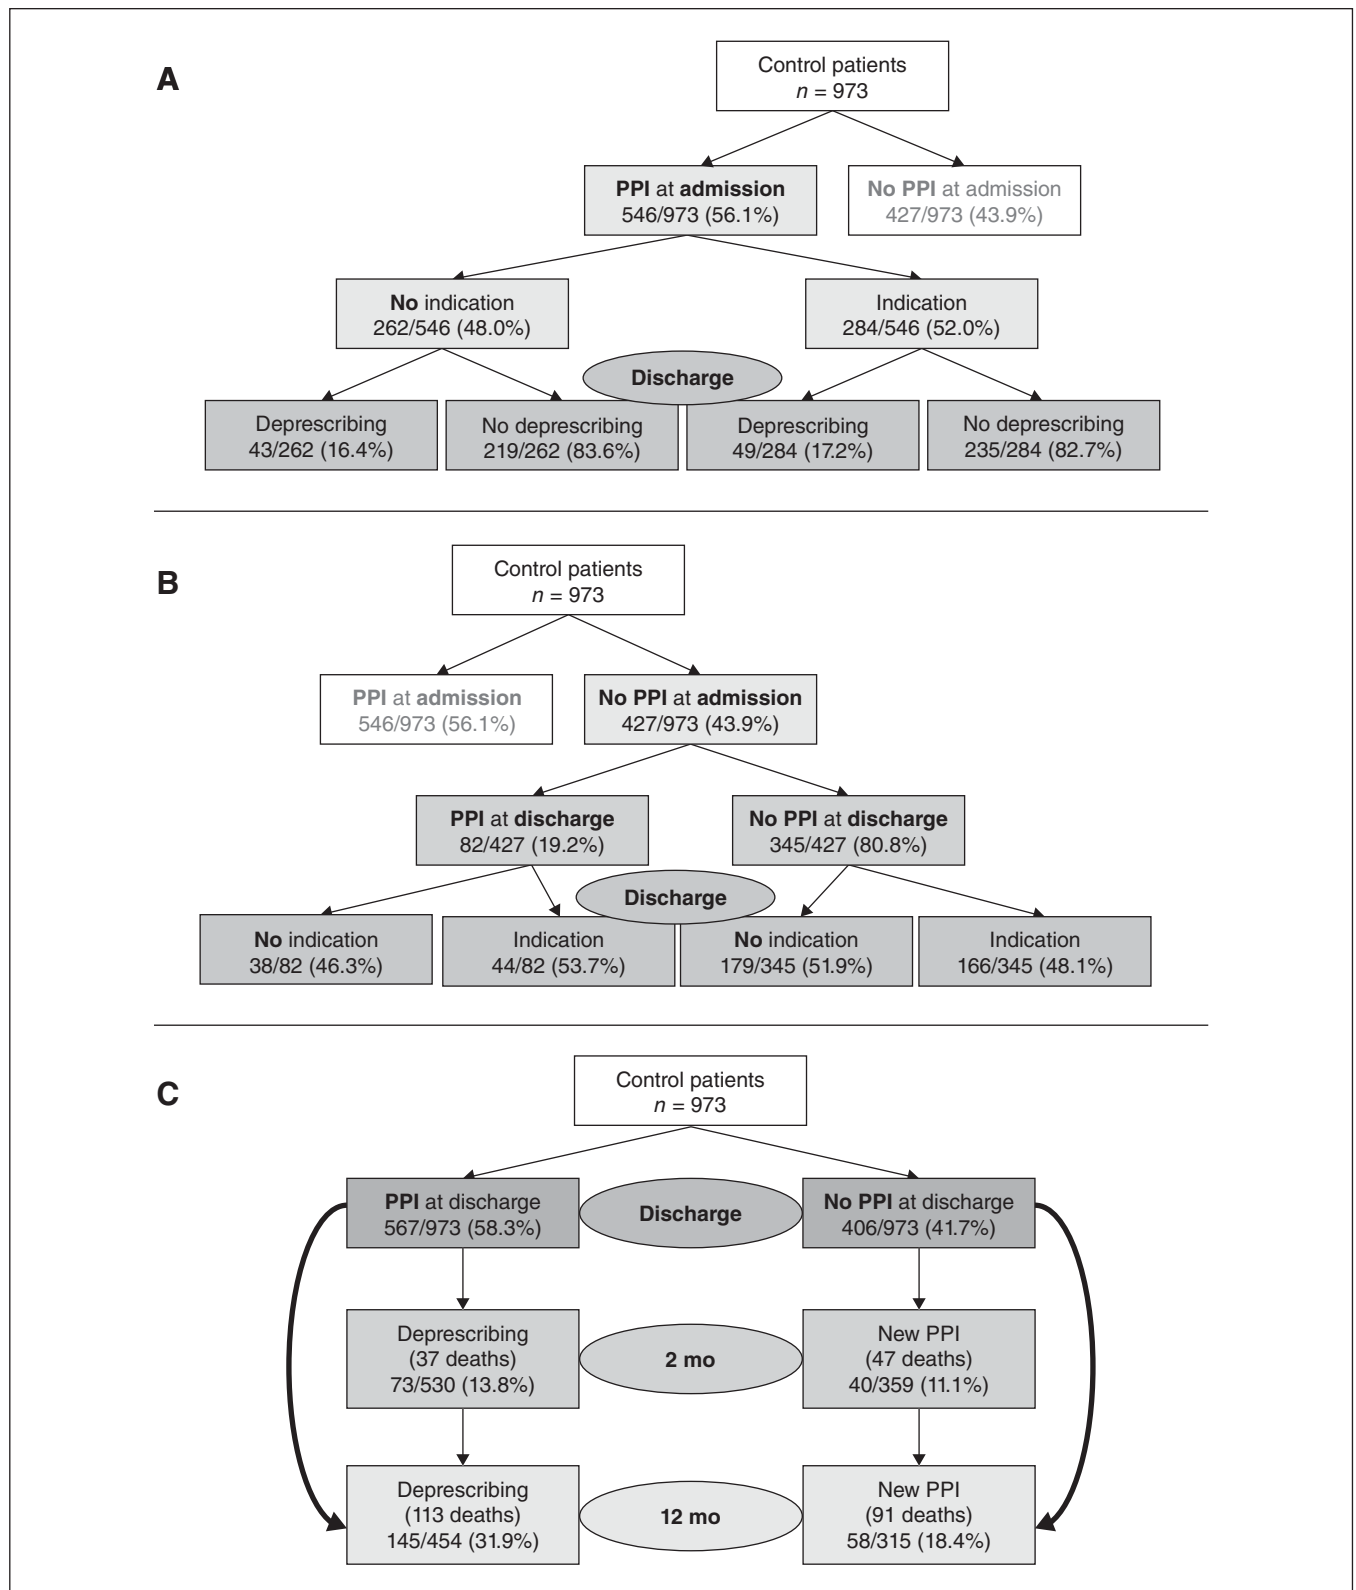 A
Control patients
n = 973
PPI at admission
546/973 (56.1%)
No PPI at admission
427/973 (43.9%)
No indication
262/546 (48.0%)
Indication
284/546 (52.0%)
Discharge
Deprescribing
43/262 (16.4%)
No deprescribing
219/262 (83.6%)
Deprescribing
49/284 (17.2%)
No deprescribing
235/284 (82.7%)
B
Control patients
n = 973
PPI at admission
546/973 (56.1%)
No PPI at admission
427/973 (43.9%)
PPI at discharge
82/427 (19.2%)
No PPI at discharge
345/427 (80.8%)
Discharge
No indication
38/82 (46.3%)
Indication
44/82 (53.7%)
No indication
179/345 (51.9%)
Indication
166/345 (48.1%)
C
Control patients
n = 973
PPI at discharge
567/973 (58.3%)
Discharge
No PPI at discharge
406/973 (41.7%)
Deprescribing
(37 deaths)
73/530 (13.8%)
2 mo
New PPI
(47 deaths)
40/359 (11.1%)
Deprescribing
(113 deaths)
145/454 (31.9%)
12 mo
New PPI
(91 deaths)
58/315 (18.4%)